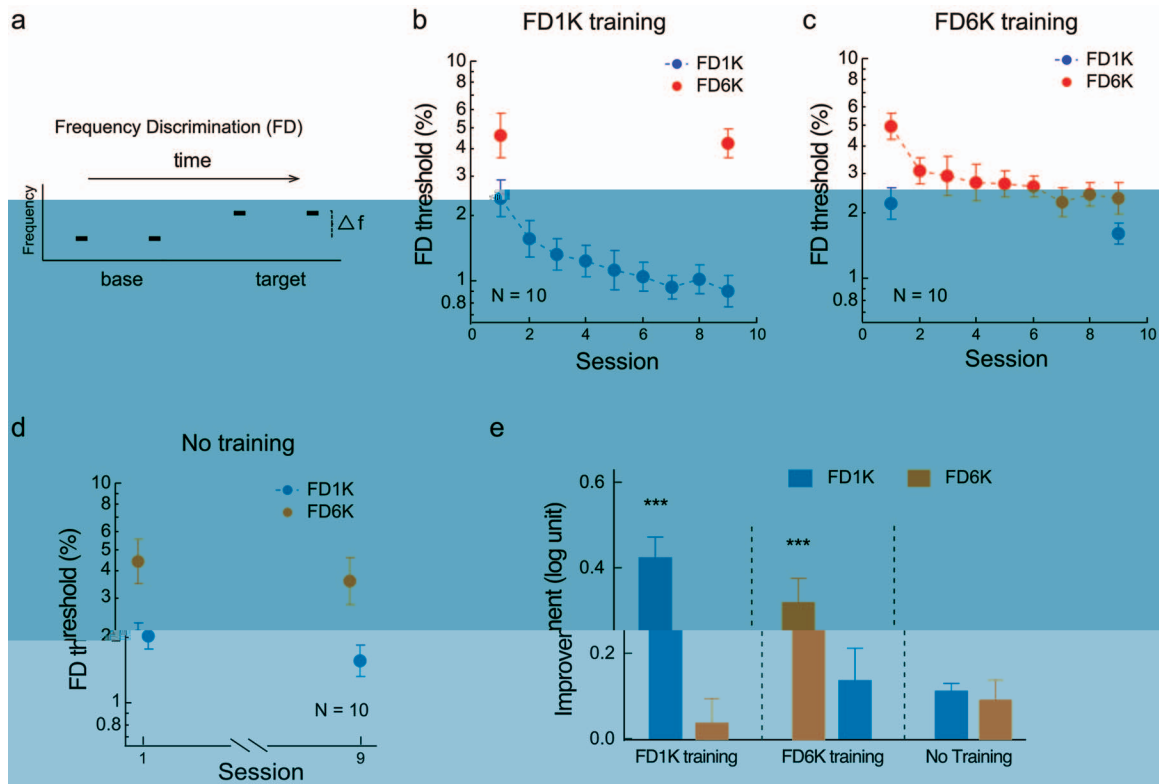 a
Frequency Discrimination (FD)
time
Frequency
△f
base
target
b
FD1K training
FD1K
FD6K
FD threshold (%)
10
8
6
5
4
3
2
1
0.8
N = 10
0 2 4 6 8 10
Session
c
FD6K training
FD1K
FD6K
FD threshold (%)
10
8
6
5
4
3
2
1
0.8
N = 10
0 2 4 6 8 10
Session
d
No training
FD1K
FD6K
FD threshold (%)
10
8
6
5
4
3
2
1
0.8
N = 10
1 9
Session
e
FD1K
FD6K
Improvement (log unit)
0.6
0.4
0.2
0.0
***
***
FD1K training
FD6K training
No Training